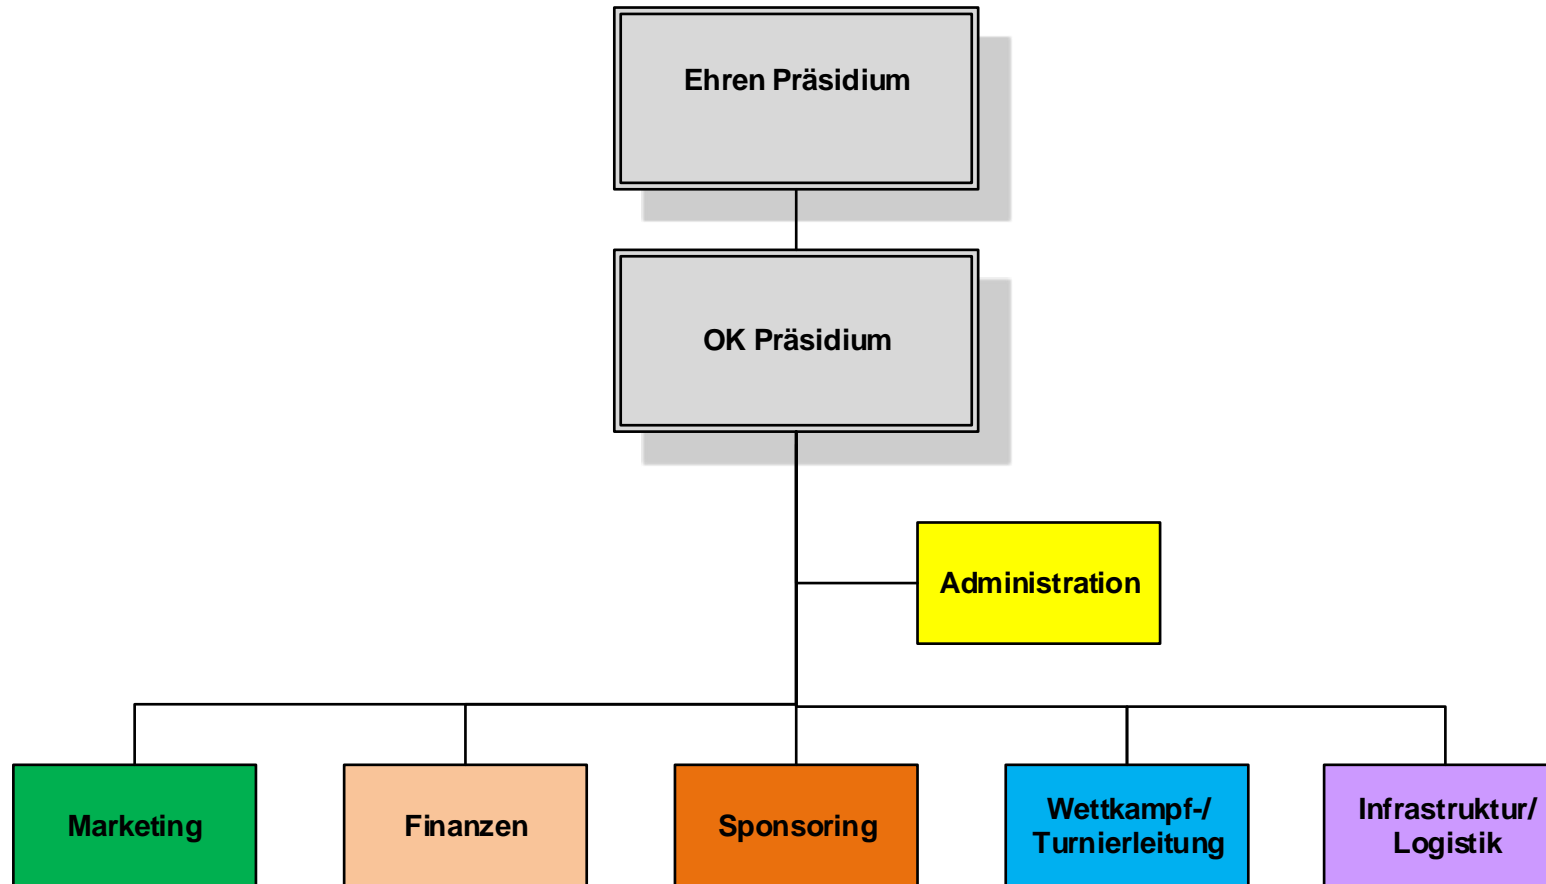 Ehren Präsidium
OK Präsidium
Administration
Marketing
Finanzen
Sponsoring
Wettkampf-/
Turnierleitung
Infrastruktur/
Logistik